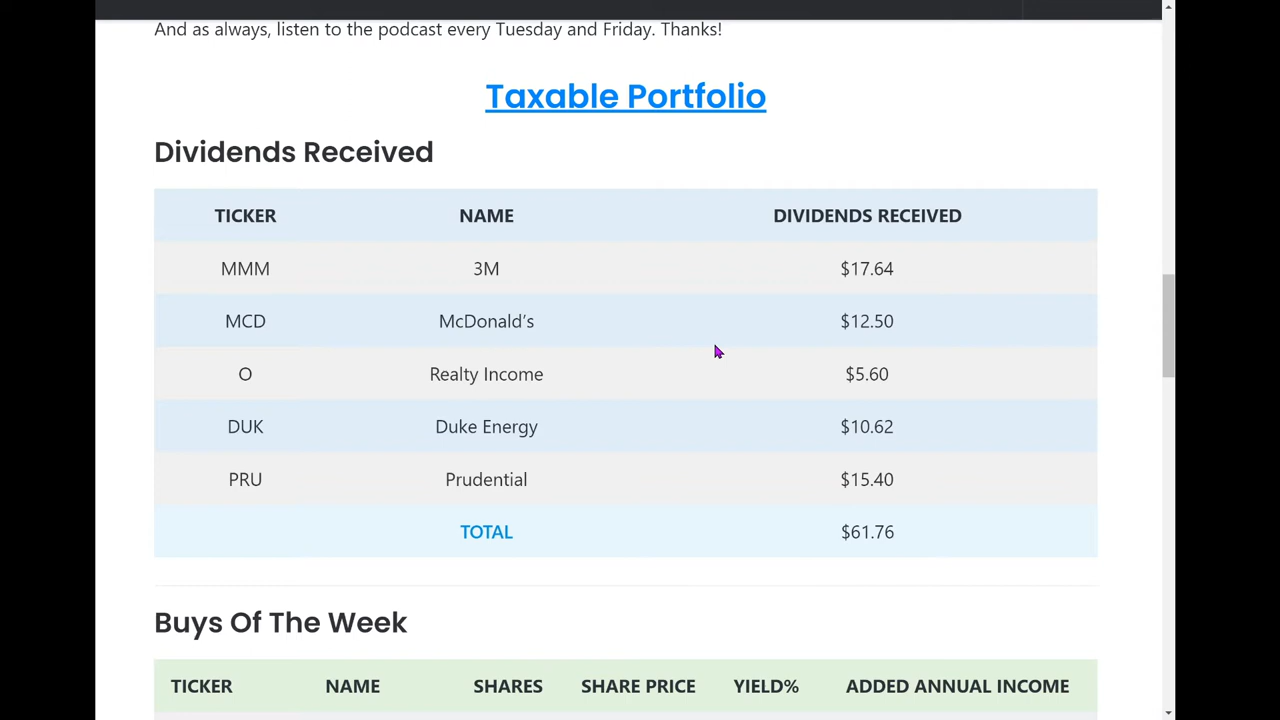 And as always, listen to the podcast every Tuesday and Friday. Thanks!
Taxable Portfolio
Dividends Received
TICKER NAME DIVIDENDS RECEIVED
MMM 3M $17.64
MCD McDonald’s $12.50
O Realty Income $5.60
DUK Duke Energy $10.62
PRU Prudential $15.40
TOTAL $61.76
Buys Of The Week
TICKER NAME SHARES SHARE PRICE YIELD% ADDED ANNUAL INCOME